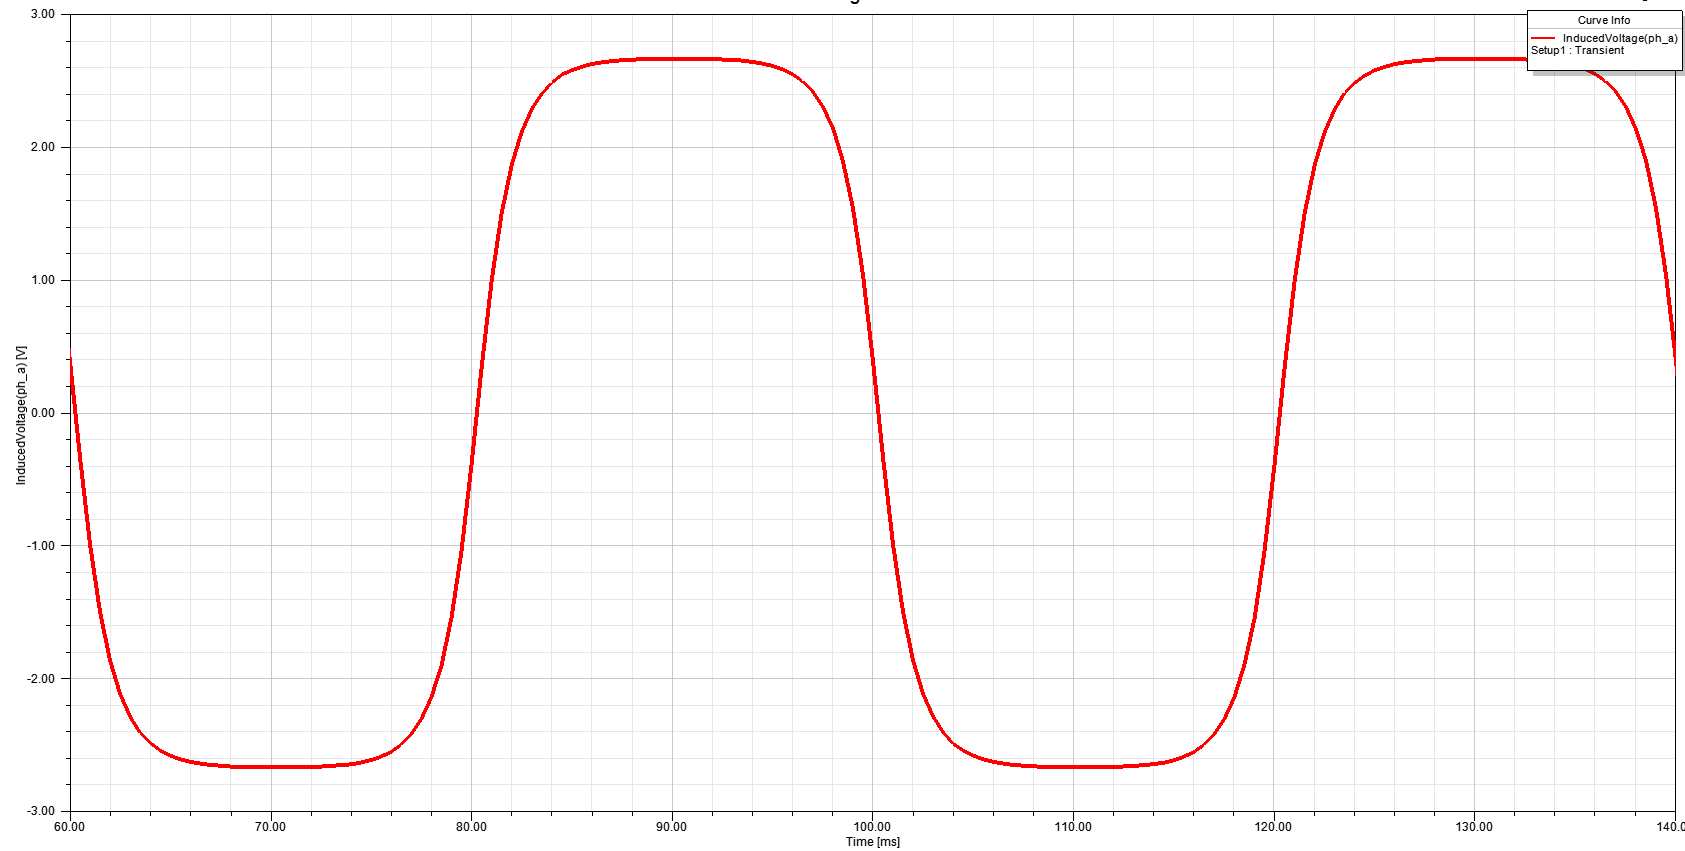 Curve Info
InducedVoltage(ph_a)
Setup1 : Transient
3.00
2.00
1.00
0.00
-1.00
-2.00
-3.00
InducedVoltage(ph_a) [V]
60.00 70.00 80.00 90.00 100.00 110.00 120.00 130.00 140.0
Time [ms]